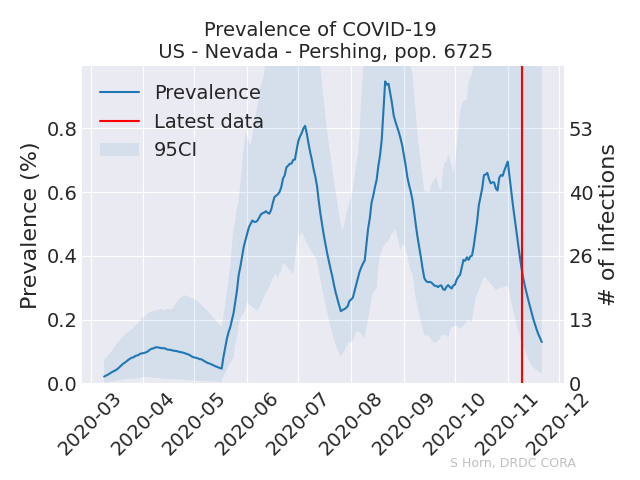 Prevalence of COVID-19
US - Nevada - Pershing, pop. 6725
Prevalence
Latest data
95CI
Prevalence (%)
0.8
0.6
0.4
0.2
0.0
53
40
26
13
0
# of infections
2020-03
2020-04
2020-05
2020-06
2020-07
2020-08
2020-09
2020-10
2020-11
2020-12
S Horn, DRDC CORA